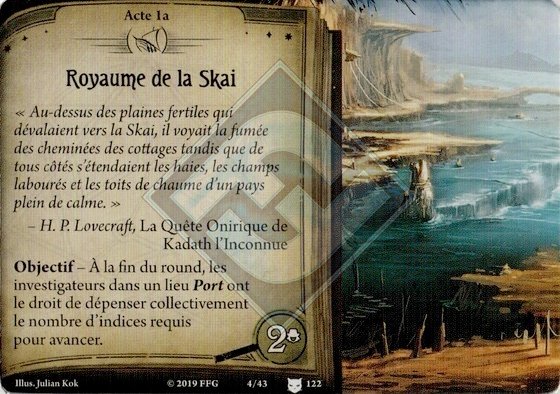 Acte 1a
Royaume de la Skai
« Au-dessus des plaines fertiles qui
dévalaient vers la Skai, il voyait la fumée
des cheminées des cottages tandis que de
tous côtés s'étendaient les haies, les champs
labourés et les toits de chaume d'un pays
plein de calme. »
– H. P. Lovecraft, La Quête Onirique de
Kadath l'Inconnue
Objectif – À la fin du round, les
investigateurs dans un lieu Port ont
le droit de dépenser collectivement
le nombre d'indices requis
pour avancer.
2
Illus. Julian Kok
© 2019 FFG
4/43
122